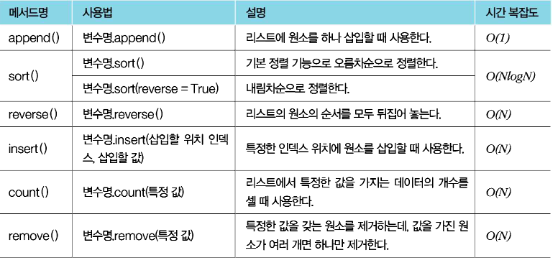 메서드명 사용법 설명 시간 복잡도
append() 변수명.append() 리스트에 원소를 하나 삽입할 때 사용한다. O(1)
sort() 변수명.sort() 기본 정렬 기능으로 오름차순으로 정렬한다. O(NlogN)
변수명.sort(reverse = True) 내림차순으로 정렬한다.
reverse() 변수명.reverse() 리스트의 원소의 순서를 모두 뒤집어 놓는다. O(N)
insert() 변수명.insert(삽입할 위치 인덱
스, 삽입할 값) 특정한 인덱스 위치에 원소를 삽입할 때 사용한다. O(N)
count() 변수명.count(특정 값) 리스트에서 특정한 값을 가지는 데이터의 개수를
셀 때 사용한다. O(N)
remove() 변수명.remove(특정 값) 특정한 값을 갖는 원소를 제거하는데, 값을 가진 원
소가 여러 개면 하나만 제거한다. O(N)